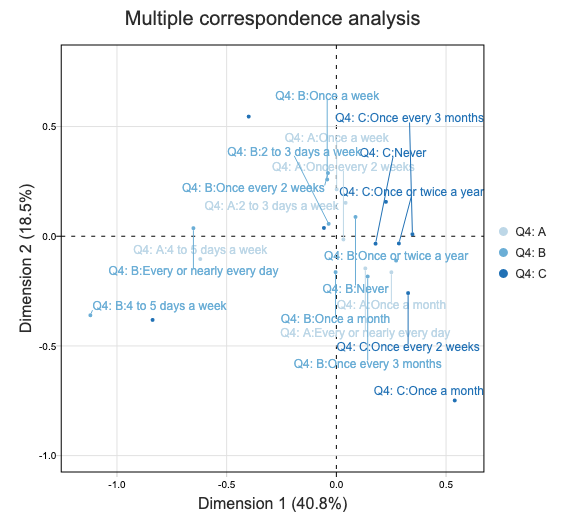 Multiple correspondence analysis
Q4: B:Once a week
Q4: C:Once every 3 months
Q4: A:Once a week
Q4: B:2 to 3 days a week
Q4: C:Never
Q4: A:Once every 2 weeks
Q4: B:Once every 2 weeks
Q4: C:Once or twice a year
Q4: A:2 to 3 days a week
Q4: A:4 to 5 days a week
Q4: B:Once or twice a year
Q4: B:Every or nearly every day
Q4: B:Never
Q4: B:4 to 5 days a week
Q4: A:Once a month
Q4: B:Once a month
Q4: A:Every or nearly every day
Q4: C:Once every 2 weeks
Q4: B:Once every 3 months
Q4: C:Once a month
0.5
0.0
-0.5
-1.0
Dimension 2 (18.5%)
-1.0
-0.5
0.0
0.5
Dimension 1 (40.8%)
Q4: A
Q4: B
Q4: C